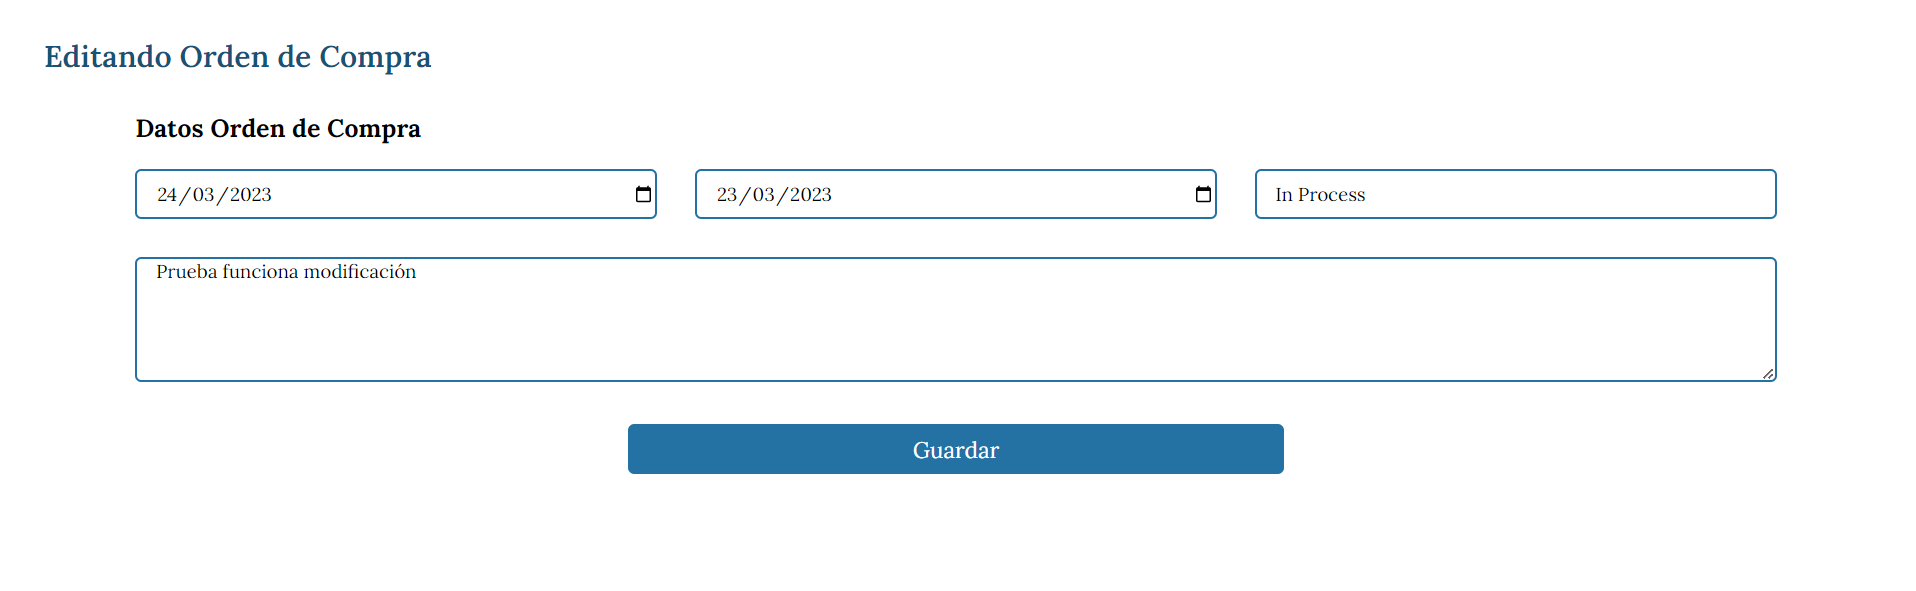 Editando Orden de Compra
Datos Orden de Compra
24/03/2023
23/03/2023
In Process
Prueba funciona modificación
Guardar